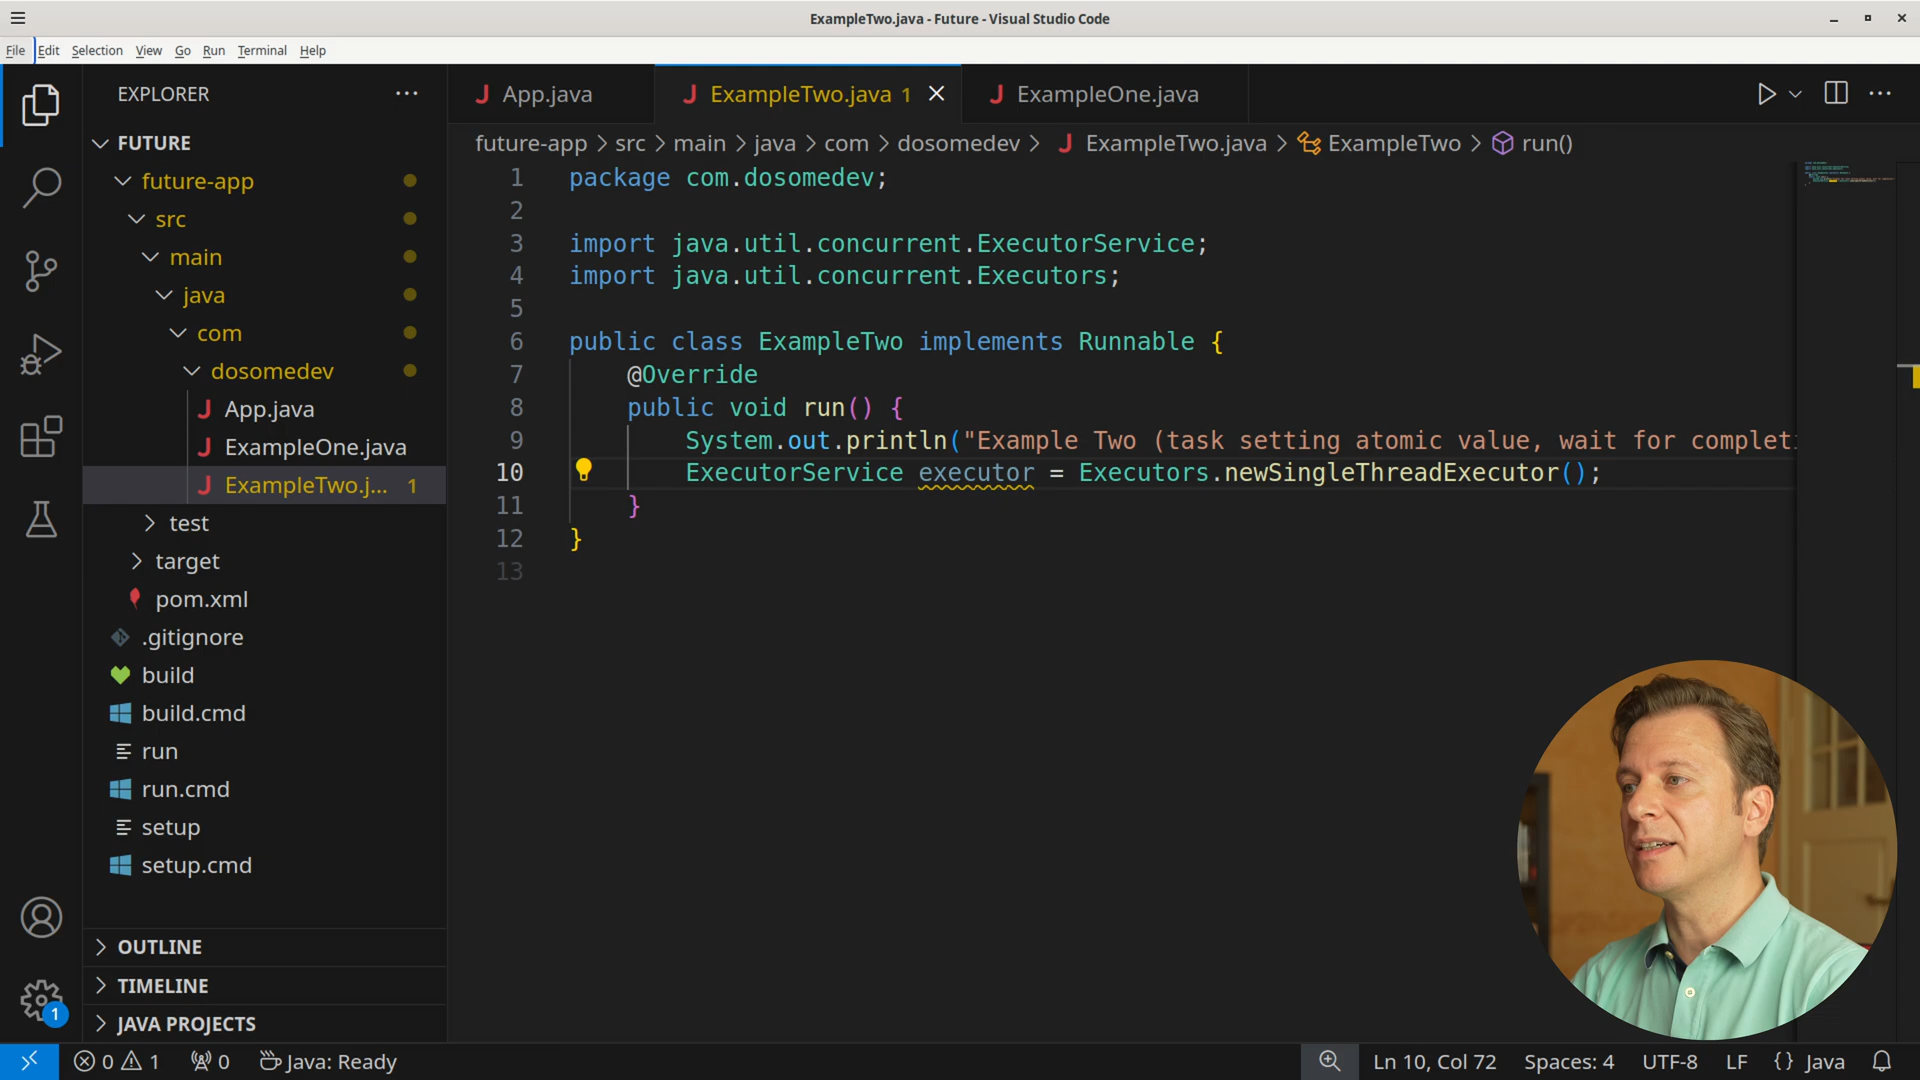 ExampleTwo.java - Future - Visual Studio Code
File Edit Selection View Go Run Terminal Help
EXPLORER
FUTURE
future-app
src
main
java
com
dosomedev
App.java
ExampleOne.java
ExampleTwo.j... 1
test
target
pom.xml
.gitignore
build
build.cmd
run
run.cmd
setup
setup.cmd
OUTLINE
TIMELINE
JAVA PROJECTS
1
App.java ExampleTwo.java 1 ExampleOne.java
future-app > src > main > java > com > dosomedev > ExampleTwo.java > ExampleTwo > run()
1 package com.dosomedev;
2
3 import java.util.concurrent.ExecutorService;
4 import java.util.concurrent.Executors;
5
6 public class ExampleTwo implements Runnable {
7 @Override
8 public void run() {
9 System.out.println("Example Two (task setting atomic value, wait for completi
10 ExecutorService executor = Executors.newSingleThreadExecutor();
11 }
12 }
13
0 1 0 Java: Ready Ln 10, Col 72 Spaces: 4 UTF-8 LF {} Java